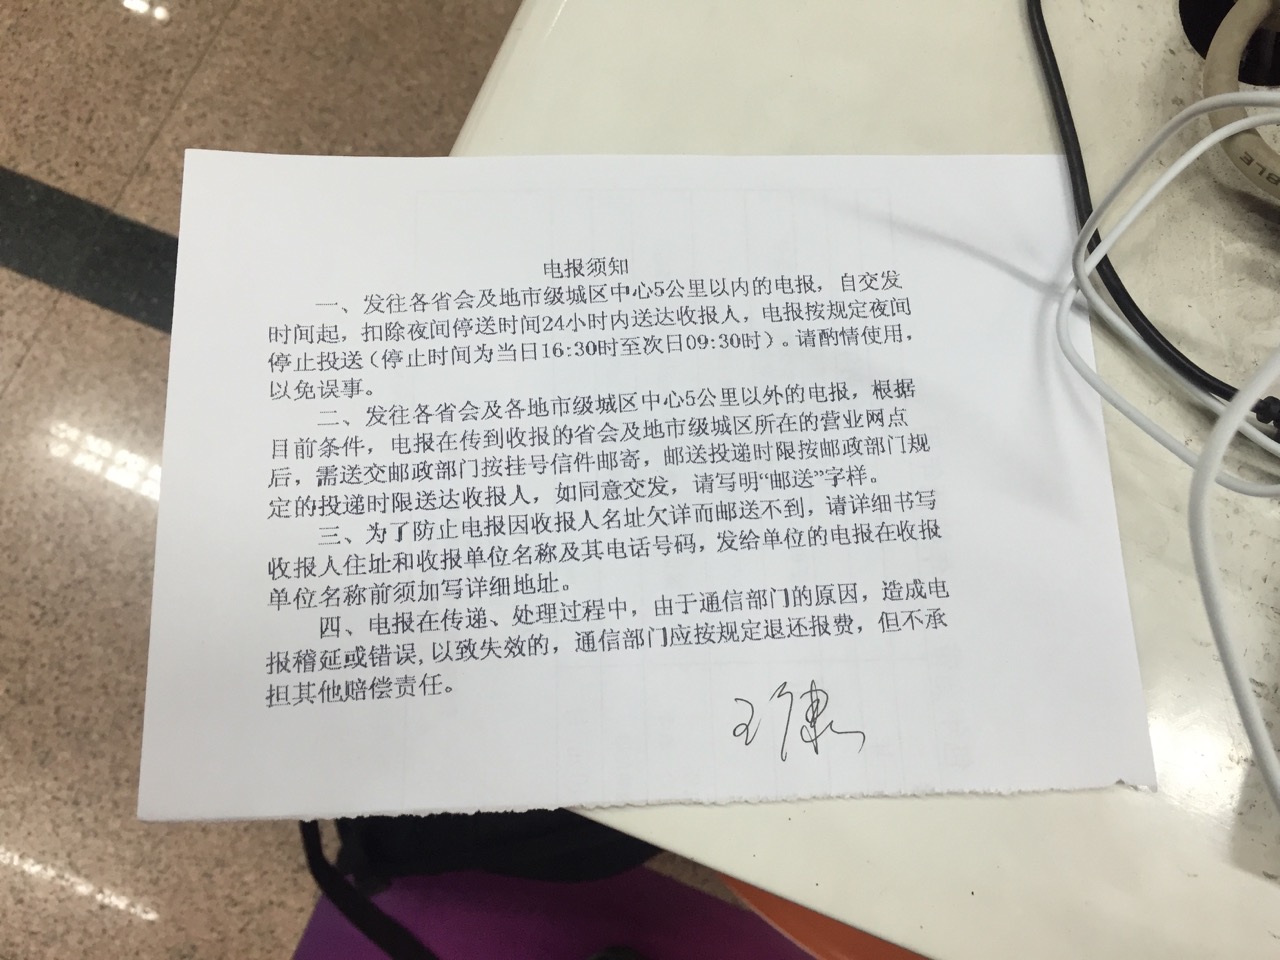 电报须知
一、发往各省会及地市级城区中心5公里以内的电报，自交发
时间起，扣除夜间停送时间24小时内送达收报人，电报按规定夜间
停止投送（停止时间为当日16:30时至次日09:30时）。请酌情使用，
以免误事。
二、发往各省会及各地市级城区中心5公里以外的电报，根据
目前条件，电报在传到收报的省会及地市级城区所在的营业网点
后，需送交邮政部门按挂号信件邮寄，邮送投递时限按邮政部门规
定的投递时限送达收报人，如同意交发，请写明“邮送”字样。
三、为了防止电报因收报人名址欠详而邮送不到，请详细书写
收报人住址和收报单位名称及其电话号码，发给单位的电报在收报
单位名称前须加写详细地址。
四、电报在传递、处理过程中，由于通信部门的原因，造成电
报稽延或错误,以致失效的，通信部门应按规定退还报费，但不承
担其他赔偿责任。
王康